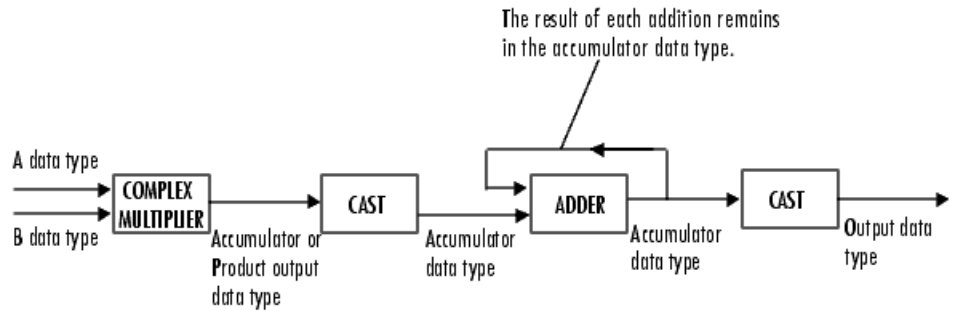 The result of each addition remains
in the accumulator data type.
A data type
B data type
COMPLEX
MULTIPLIER
Accumulator or
Product output
data type
CAST
Accumulator
data type
ADDER
Accumulator
data type
CAST
Output data
type